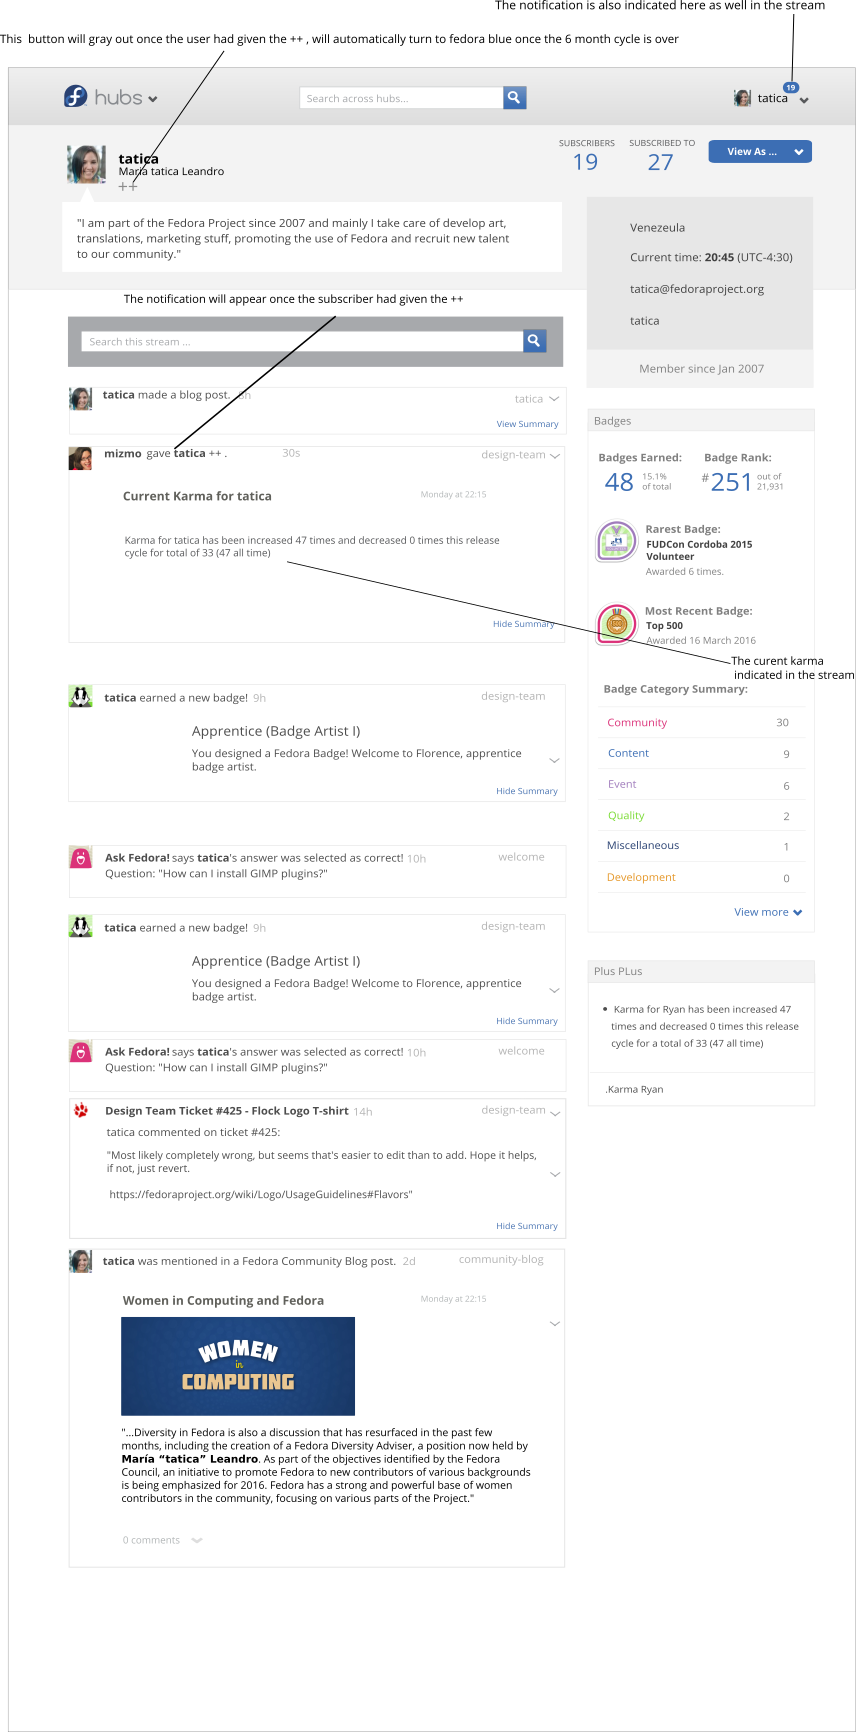 The notification is also indicated here as well in the stream
This button will gray out once the user had given the ++ , will automatically turn to fedora blue once the 6 month cycle is over
hubs
Search across hubs...
19
tatica
tatica
María tatica Leandro
++
SUBSCRIBERS
19
SUBSCRIBED TO
27
View As ...
"I am part of the Fedora Project since 2007 and mainly I take care of develop art,
translations, marketing stuff, promoting the use of Fedora and recruit new talent
to our community."
Venezeula
Current time: 20:45 (UTC-4:30)
tatica@fedoraproject.org
tatica
Member since Jan 2007
The notification will appear once the subscriber had given the ++
Search this stream ...
tatica made a blog post. 8h
tatica
View Summary
mizmo gave tatica ++ . 30s
design-team
Current Karma for tatica
Monday at 22:15
Karma for tatica has been increased 47 times and decreased 0 times this release
cycle for total of 33 (47 all time)
Hide Summary
tatica earned a new badge! 9h
design-team
Apprentice (Badge Artist I)
You designed a Fedora Badge! Welcome to Florence, apprentice
badge artist.
Hide Summary
Ask Fedora! says tatica's answer was selected as correct! 10h
welcome
Question: "How can I install GIMP plugins?"
tatica earned a new badge! 9h
design-team
Apprentice (Badge Artist I)
You designed a Fedora Badge! Welcome to Florence, apprentice
badge artist.
Hide Summary
Ask Fedora! says tatica's answer was selected as correct! 10h
welcome
Question: "How can I install GIMP plugins?"
Design Team Ticket #425 - Flock Logo T-shirt 14h
design-team
tatica commented on ticket #425:
"Most likely completely wrong, but seems that's easier to edit than to add. Hope it helps,
if not, just revert.
https://fedoraproject.org/wiki/Logo/UsageGuidelines#Flavors"
Hide Summary
tatica was mentioned in a Fedora Community Blog post. 2d
community-blog
Women in Computing and Fedora
Monday at 22:15
WOMEN
in
COMPUTING
"...Diversity in Fedora is also a discussion that has resurfaced in the past few
months, including the creation of a Fedora Diversity Adviser, a position now held by
María “tatica” Leandro. As part of the objectives identified by the Fedora
Council, an initiative to promote Fedora to new contributors of various backgrounds
is being emphasized for 2016. Fedora has a strong and powerful base of women
contributors in the community, focusing on various parts of the Project."
0 comments
Badges
Badges Earned:
48
15.1%
of total
Badge Rank:
#251
out of
21,931
Rarest Badge:
FUDCon Cordoba 2015
Volunteer
Awarded 6 times.
Most Recent Badge:
Top 500
Awarded 16 March 2016
The curent karma
indicated in the stream
Badge Category Summary:
Community 30
Content 9
Event 6
Quality 2
Miscellaneous 1
Development 0
View more
Plus PLus
• Karma for Ryan has been increased 47
times and decreased 0 times this release
cycle for a total of 33 (47 all time)
.Karma Ryan